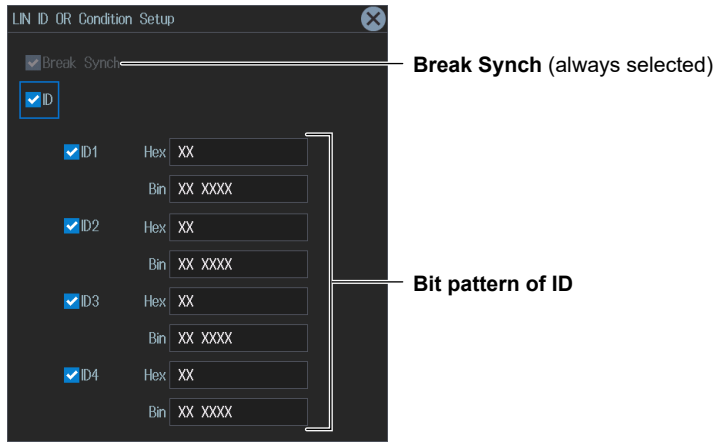 LIN ID OR Condition Setup
Break Synch
Break Synch (always selected)
ID
ID1 Hex XX
Bin XX XXXX
ID2 Hex XX
Bin XX XXXX
Bit pattern of ID
ID3 Hex XX
Bin XX XXXX
ID4 Hex XX
Bin XX XXXX